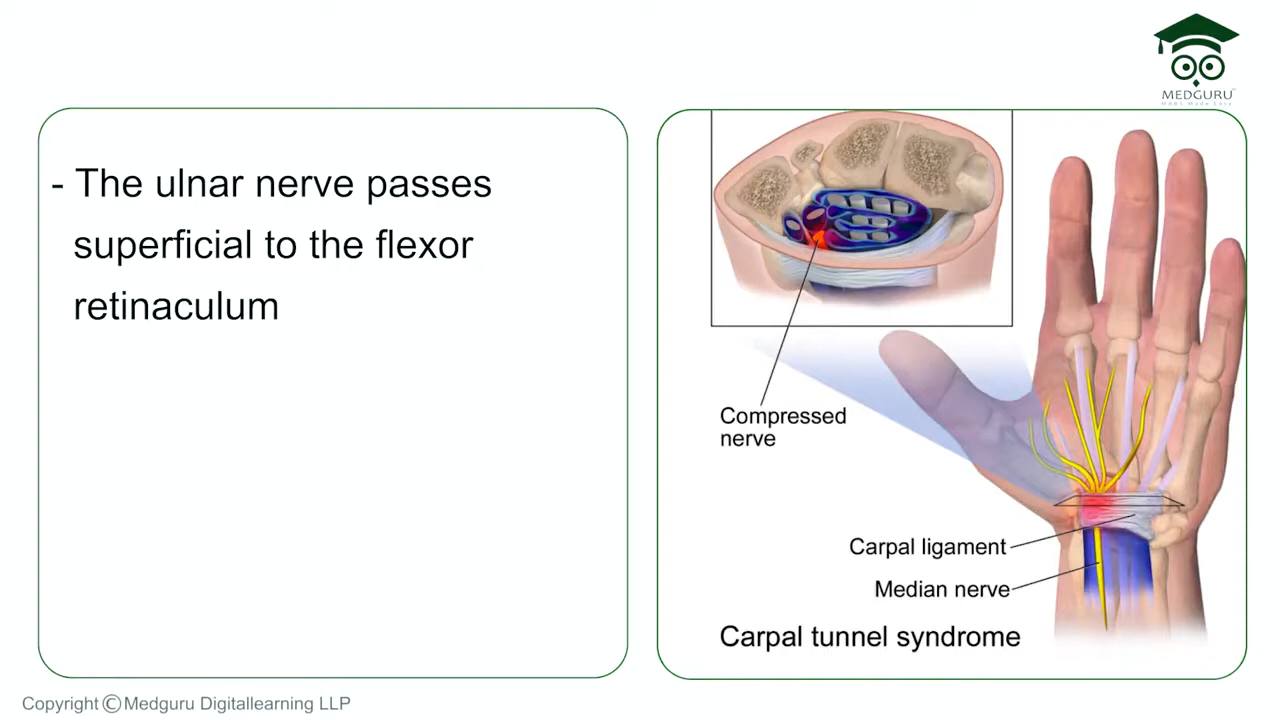 MEDGURU
- The ulnar nerve passes
superficial to the flexor
retinaculum
Compressed
nerve
Carpal ligament
Median nerve
Carpal tunnel syndrome
Copyright © Medguru Digitallearning LLP